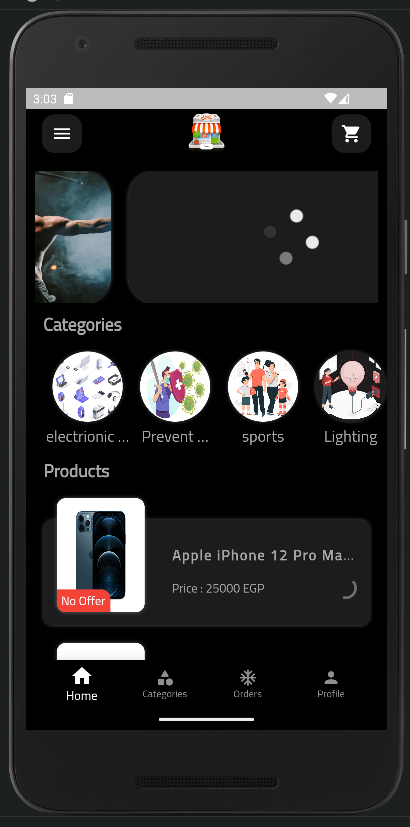 3:03
Categories
electrionic ...
Prevent ...
sports
Lighting
Products
Apple iPhone 12 Pro Ma...
Price : 25000 EGP
No Offer
Home
Categories
Orders
Profile